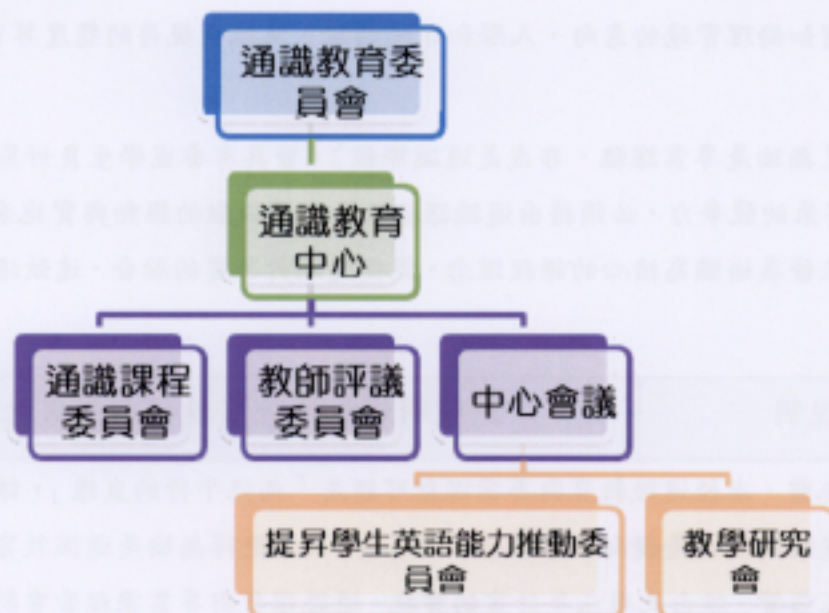 通識教育委
員會
通識教育
中心
通識課程
委員會
教師評議
委員會
中心會議
提昇學生英語能力推動委
員會
教學研究
會